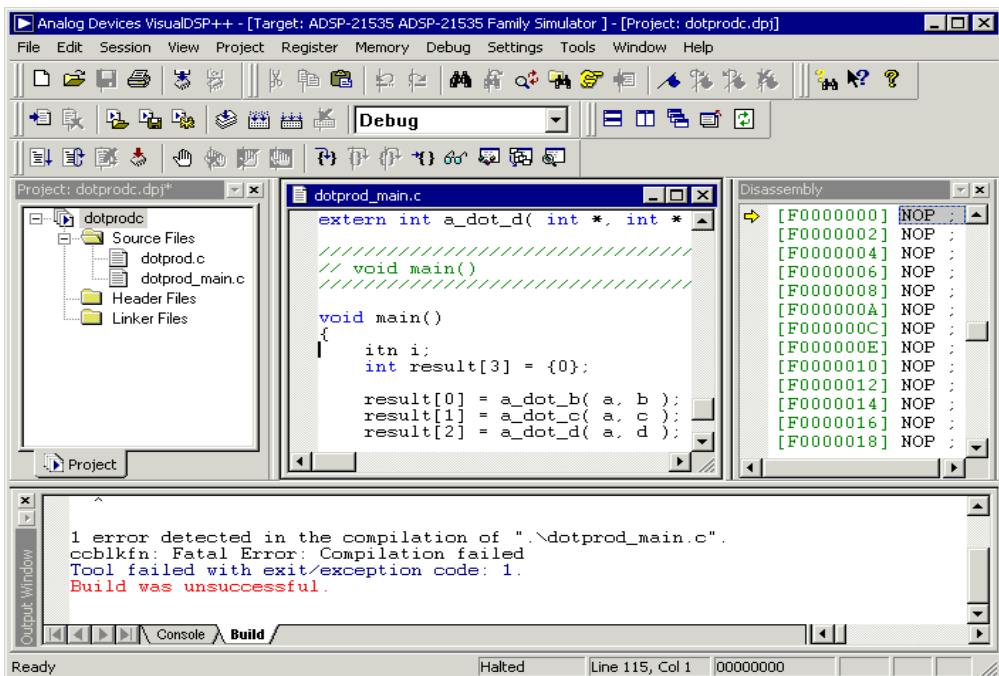 Analog Devices VisualDSP++ - [Target: ADSP-21535 ADSP-21535 Family Simulator ] - [Project: dotprodc.dpj]
File Edit Session View Project Register Memory Debug Settings Tools Window Help
Debug
Project: dotprodc.dpj*
dotprodc
Source Files
dotprod.c
dotprod_main.c
Header Files
Linker Files
Project
dotprod_main.c
extern int a_dot_d( int *, int *
/////////////////////////////////
// void main()
/////////////////////////////////
void main()
{
itn i;
int result[3] = {0};
result[0] = a_dot_b( a, b );
result[1] = a_dot_c( a, c );
result[2] = a_dot_d( a, d );
Disassembly
[F0000000] NOP ;
[F0000002] NOP ;
[F0000004] NOP ;
[F0000006] NOP ;
[F0000008] NOP ;
[F000000A] NOP ;
[F000000C] NOP ;
[F000000E] NOP ;
[F0000010] NOP ;
[F0000012] NOP ;
[F0000014] NOP ;
[F0000016] NOP ;
[F0000018] NOP ;
Output Window
^
1 error detected in the compilation of ".\dotprod_main.c".
ccblkfn: Fatal Error: Compilation failed
Tool failed with exit/exception code: 1.
Build was unsuccessful.
Console Build
Ready Halted Line 115, Col 1 00000000